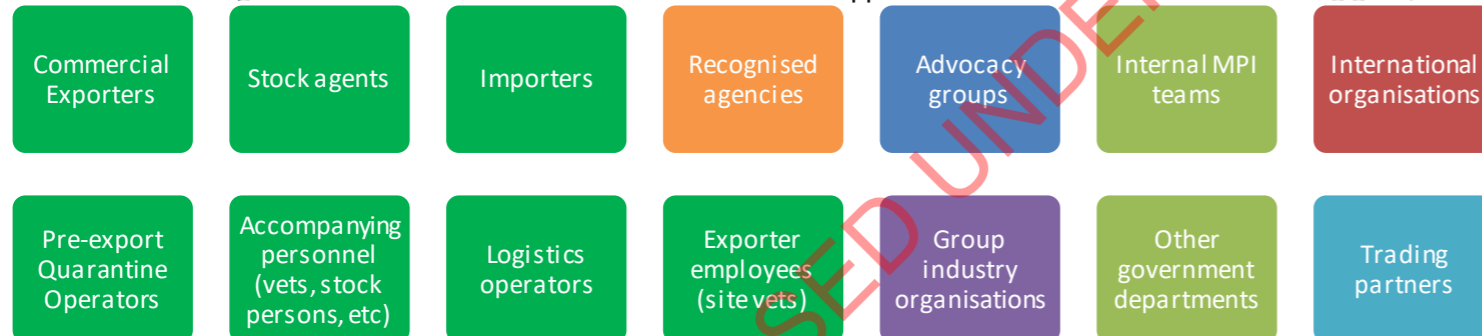 Commercial
Exporters
Stock agents
Importers
Recognised
agencies
Advocacy
groups
Internal MPI
teams
International
organisations
Pre-export
Quarantine
Operators
Accompanying
personnel
(vets, stock
persons, etc)
Logistics
operators
Exporter
employees
(site vets)
Group
industry
organisations
Other
government
departments
Trading
partners
SED UNDE